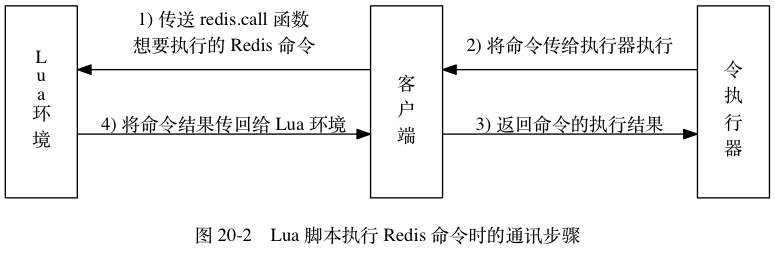 Lua环境
1) 传送 redis.call 函数
想要执行的 Redis 命令
4) 将命令结果传回给 Lua 环境
客户端
2) 将命令传给执行器执行
3) 返回命令的执行结果
令执行器
图 20-2 Lua 脚本执行 Redis 命令时的通讯步骤